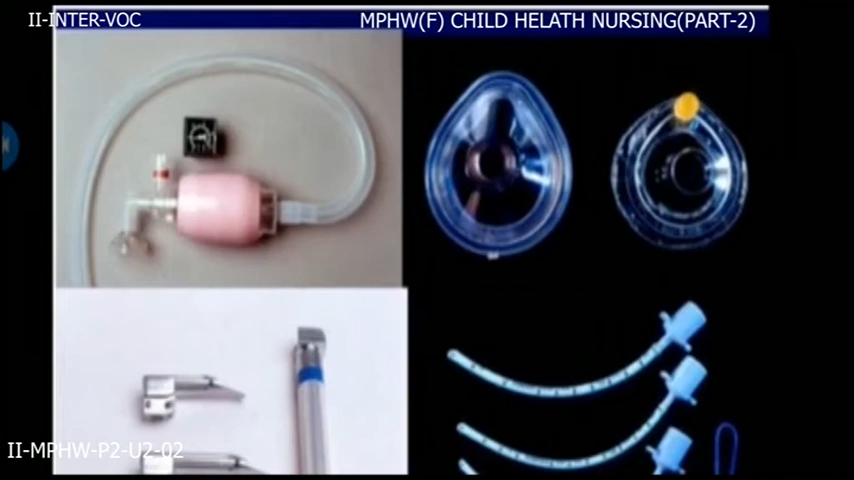 II-INTER-VOC
MPHW(F) CHILD HELATH NURSING(PART-2)
II-MPHW-P2-U2-02